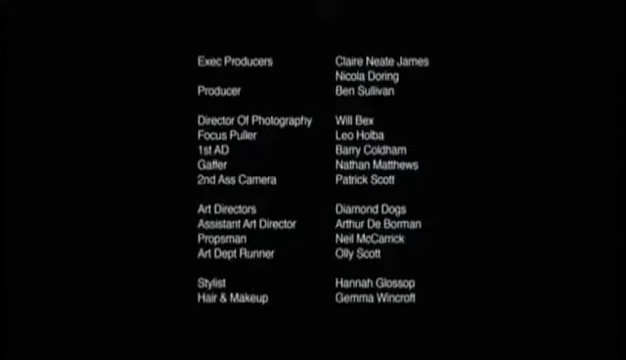 Exec Producers Claire Neate James
Nicola Doring
Producer Ben Sullivan
Director Of Photography Will Bex
Focus Puller Leo Holba
1st AD Barry Coldham
Gaffer Nathan Matthews
2nd Ass Camera Patrick Scott
Art Directors Diamond Dogs
Assistant Art Director Arthur De Borman
Propsman Neil McCarrick
Art Dept Runner Olly Scott
Stylist Hannah Glossop
Hair & Makeup Gemma Wincroft